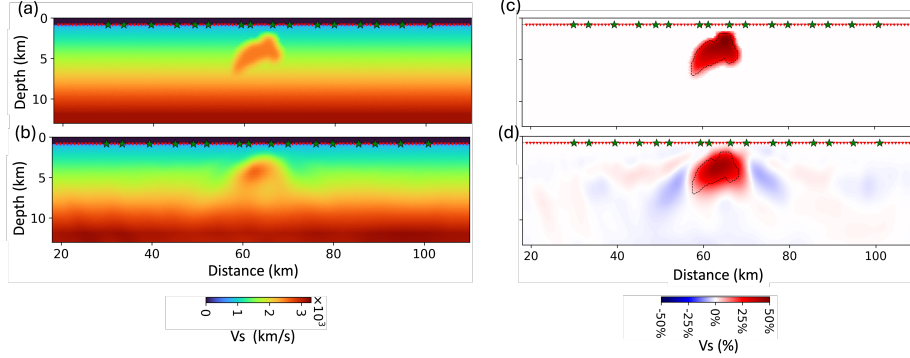 (a)
0
5
10
Depth (km)
(c)
(b)
0
5
10
Depth (km)
20 40 60 80 100
Distance (km)
(d)
20 40 60 80 100
Distance (km)
0 1 2 3 ×10³
Vs (km/s)
-50% -25% 0% 25% 50%
Vs (%)